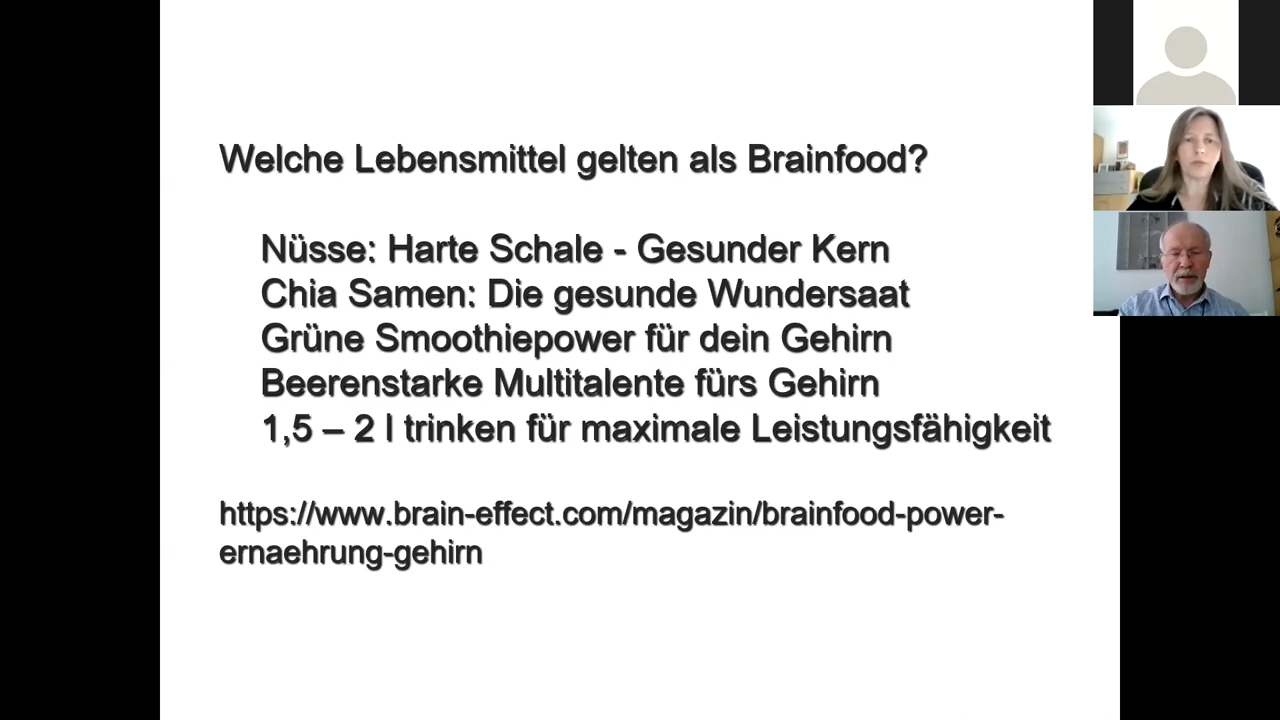 Welche Lebensmittel gelten als Brainfood?
Nüsse: Harte Schale - Gesunder Kern
Chia Samen: Die gesunde Wundersaat
Grüne Smoothiepower für dein Gehirn
Beerenstarke Multitalente fürs Gehirn
1,5 – 2 l trinken für maximale Leistungsfähigkeit
https://www.brain-effect.com/magazin/brainfood-power-
ernaehrung-gehirn